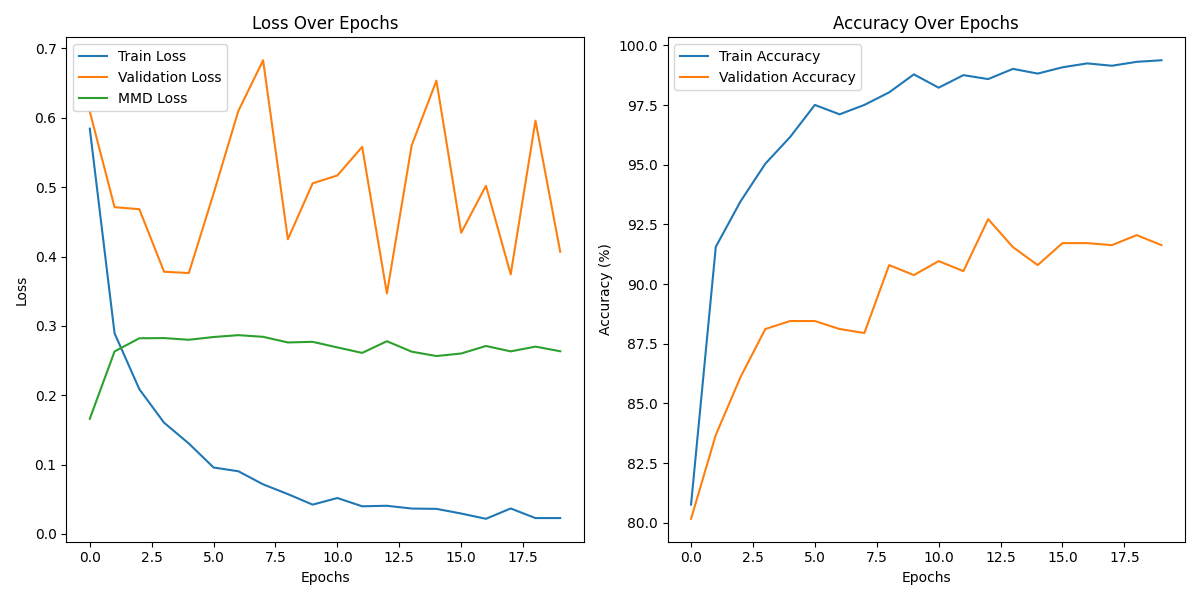 Loss Over Epochs
Train Loss
Validation Loss
MMD Loss
0.7
0.6
0.5
0.4
0.3
0.2
0.1
0.0
Loss
0.0 2.5 5.0 7.5 10.0 12.5 15.0 17.5
Epochs
Accuracy Over Epochs
Train Accuracy
Validation Accuracy
100.0
97.5
95.0
92.5
90.0
87.5
85.0
82.5
80.0
Accuracy (%)
0.0 2.5 5.0 7.5 10.0 12.5 15.0 17.5
Epochs